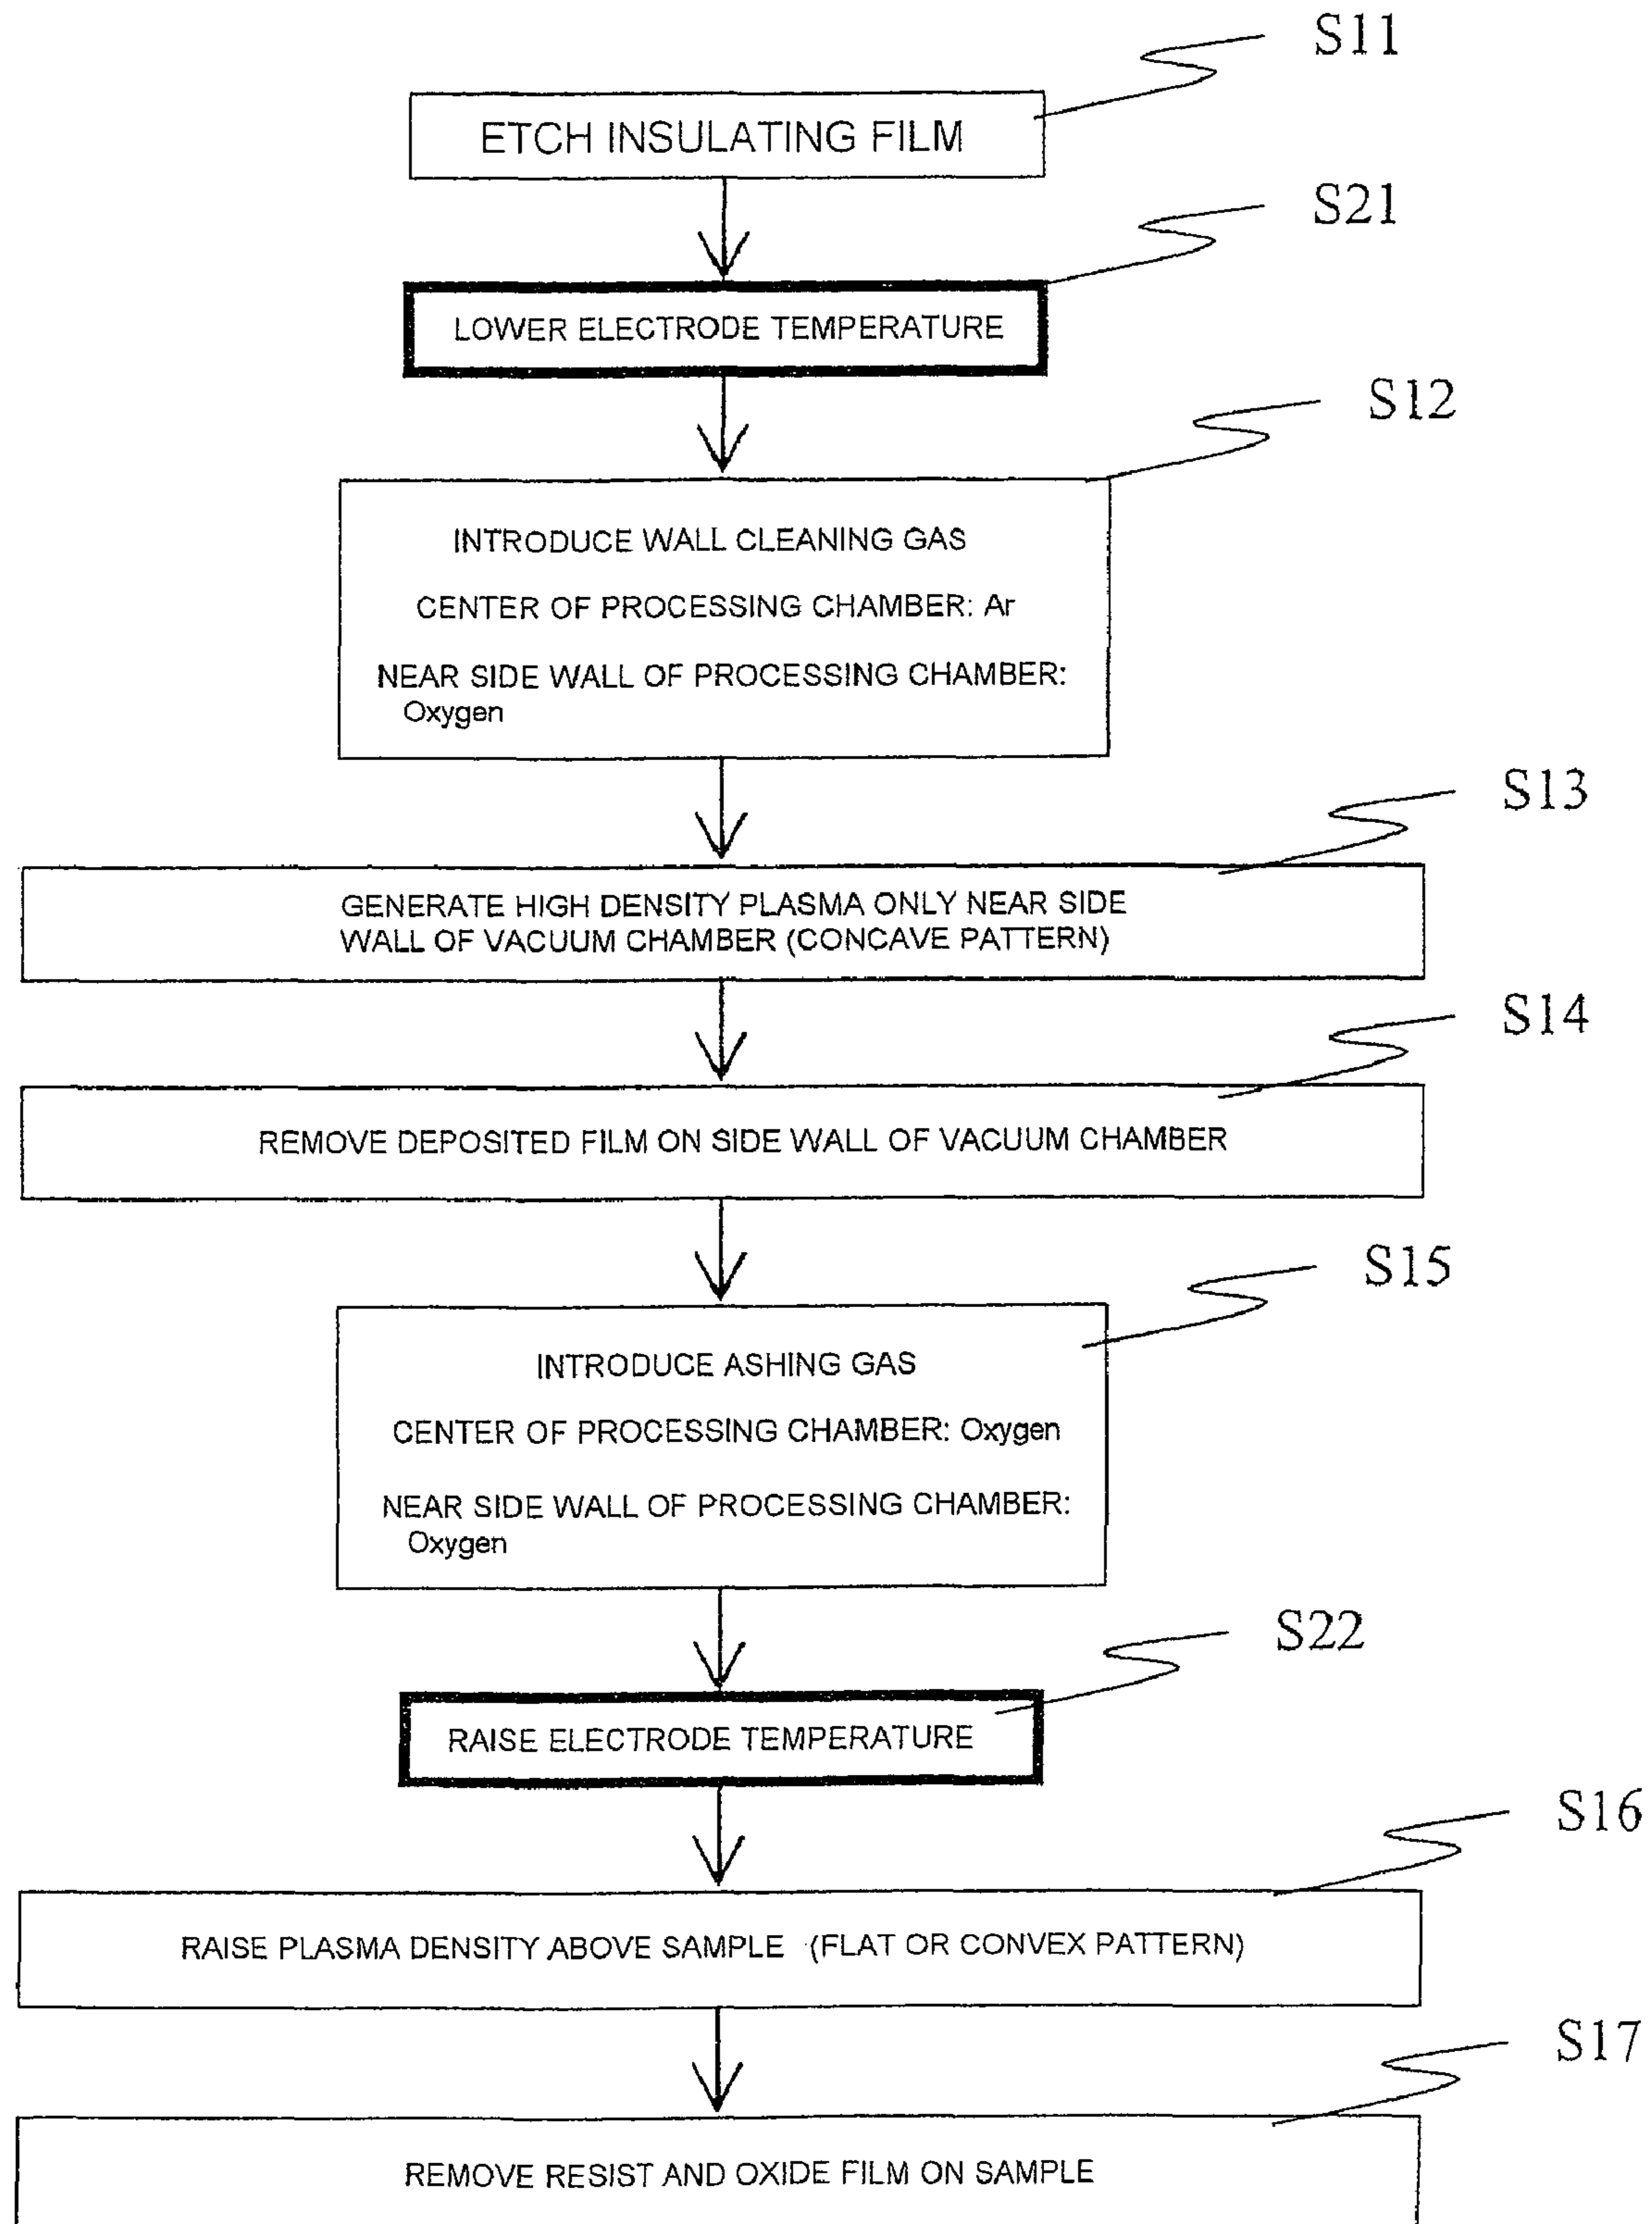 S11
ETCH INSULATING FILM
S21
LOWER ELECTRODE TEMPERATURE
S12
INTRODUCE WALL CLEANING GAS
CENTER OF PROCESSING CHAMBER: Ar
NEAR SIDE WALL OF PROCESSING CHAMBER:
Oxygen
S13
GENERATE HIGH DENSITY PLASMA ONLY NEAR SIDE
WALL OF VACUUM CHAMBER (CONCAVE PATTERN)
S14
REMOVE DEPOSITED FILM ON SIDE WALL OF VACUUM CHAMBER
S15
INTRODUCE ASHING GAS
CENTER OF PROCESSING CHAMBER: Oxygen
NEAR SIDE WALL OF PROCESSING CHAMBER:
Oxygen
S22
RAISE ELECTRODE TEMPERATURE
S16
RAISE PLASMA DENSITY ABOVE SAMPLE (FLAT OR CONVEX PATTERN)
S17
REMOVE RESIST AND OXIDE FILM ON SAMPLE